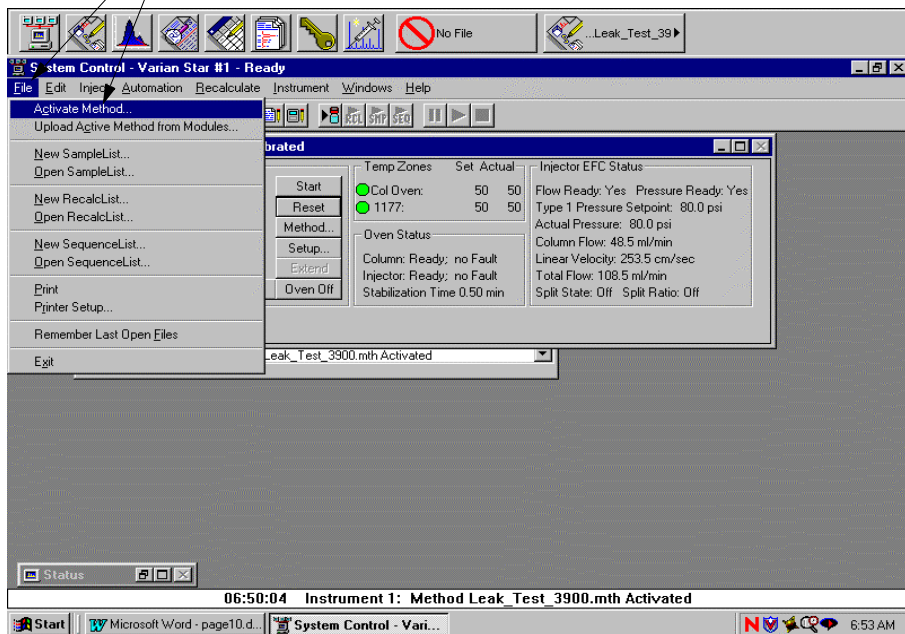 No File
...Leak_Test_39
System Control - Varian Star #1 - Ready
File Edit Inject Automation Recalculate Instrument Windows Help
Activate Method...
Upload Active Method from Modules...
New SampleList...
Open SampleList...
New RecalcList...
Open RecalcList...
New SequenceList...
Open SequenceList...
Print
Printer Setup...
Remember Last Open Files
Exit
RCL SMP SEQ
brated
Start
Reset
Method...
Setup...
Extend
Oven Off
Temp Zones Set Actual
Col Oven: 50 50
1177: 50 50
Oven Status
Column: Ready; no Fault
Injector: Ready; no Fault
Stabilization Time 0.50 min
Injector EFC Status
Flow Ready: Yes Pressure Ready: Yes
Type 1 Pressure Setpoint: 80.0 psi
Actual Pressure: 80.0 psi
Column Flow: 48.5 ml/min
Linear Velocity: 253.5 cm/sec
Total Flow: 108.5 ml/min
Split State: Off Split Ratio: Off
Leak_Test_3900.mth Activated
Status
06:50:04 Instrument 1: Method Leak_Test_3900.mth Activated
Start
Microsoft Word - page10.d...
System Control - Vari...
6:53 AM